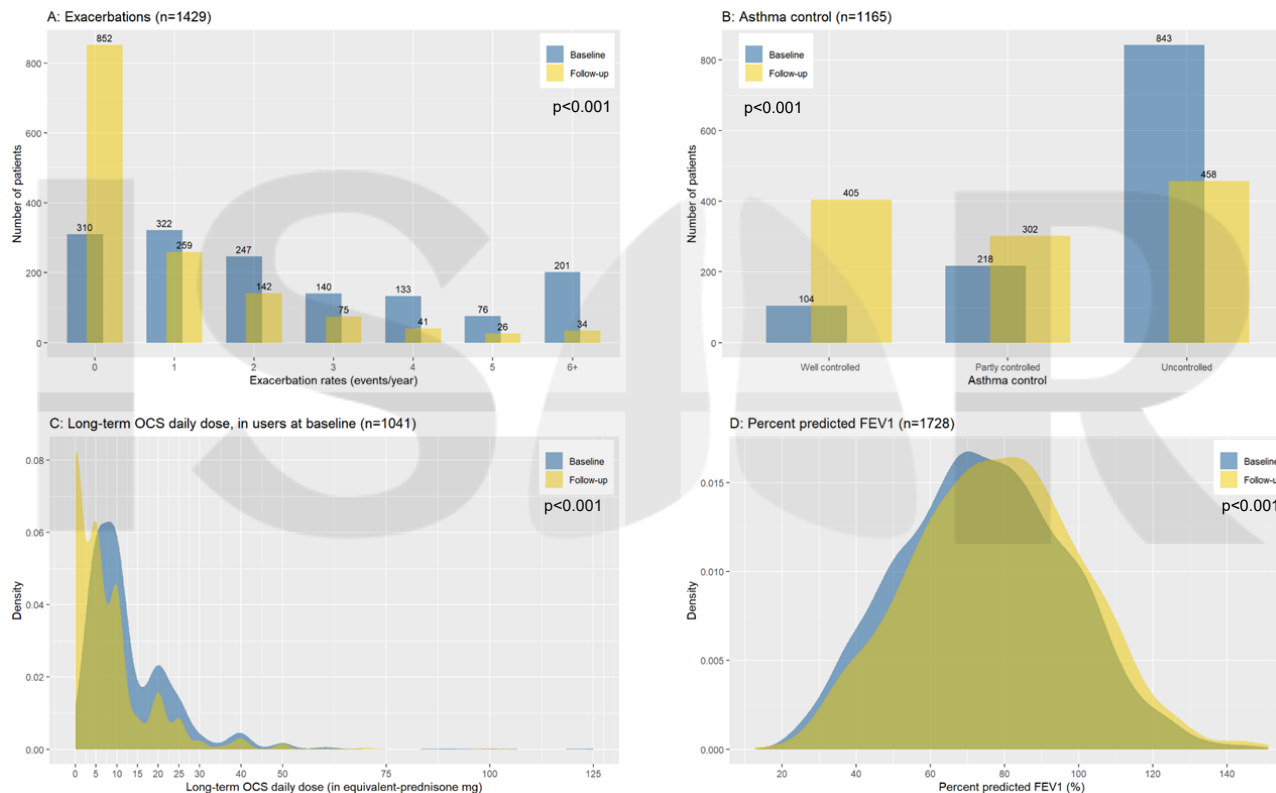 A: Exacerbations (n=1429)
Number of patients
800
600
400
200
0
852
310
322
259
247
142
140
75
133
41
76
26
201
34
Baseline
Follow-up
p<0.001
0 1 2 3 4 5 6+
Exacerbation rates (events/year)
B: Asthma control (n=1165)
Number of patients
800
600
400
200
0
Baseline
Follow-up
p<0.001
104
405
218
302
843
458
Well controlled Partly controlled Uncontrolled
Asthma control
C: Long-term OCS daily dose, in users at baseline (n=1041)
Density
0.08
0.06
0.04
0.02
0.00
Baseline
Follow-up
p<0.001
0 5 10 15 20 25 30 40 50 75 100 125
Long-term OCS daily dose (in equivalent-prednisone mg)
D: Percent predicted FEV1 (n=1728)
Density
0.015
0.010
0.005
0.000
Baseline
Follow-up
p<0.001
20 40 60 80 100 120 140
Percent predicted FEV1 (%)